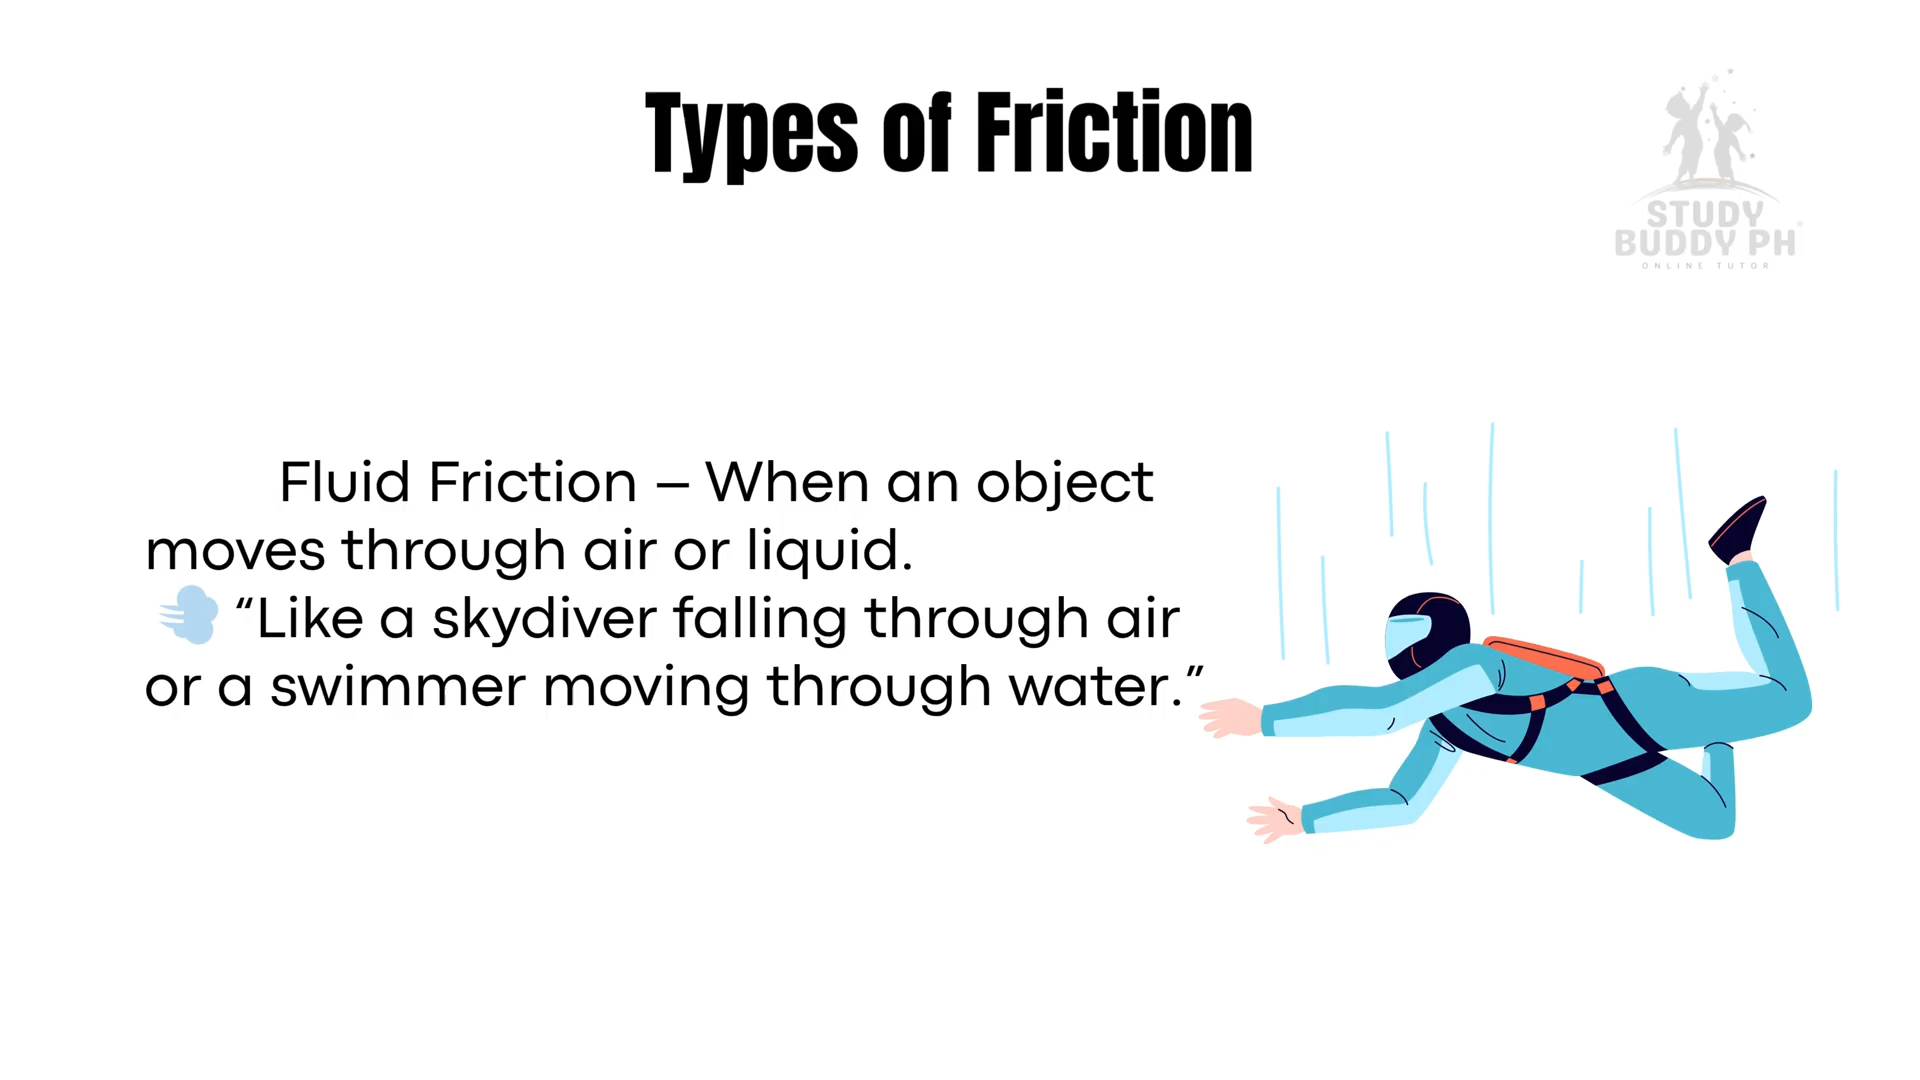 Types of Friction
STUDY
BUDDY PH
ONLINE TUTOR
Fluid Friction – When an object
moves through air or liquid.
💨 “Like a skydiver falling through air
or a swimmer moving through water.”